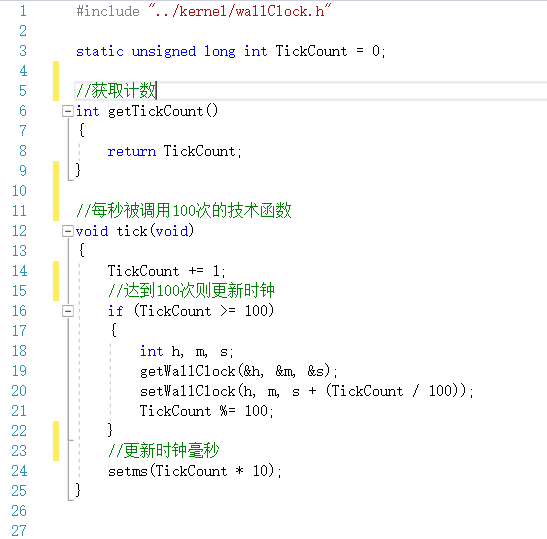 1 #include "../kernel/wallClock.h"
2
3 static unsigned long int TickCount = 0;
4
5 //获取计数
6 int getTickCount()
7 {
8 return TickCount;
9 }
10
11 //每秒被调用100次的技术函数
12 void tick(void)
13 {
14 TickCount += 1;
15 //达到100次则更新时钟
16 if (TickCount >= 100)
17 {
18 int h, m, s;
19 getWallClock(&h, &m, &s);
20 setWallClock(h, m, s + (TickCount / 100));
21 TickCount %= 100;
22 }
23 //更新时钟毫秒
24 setms(TickCount * 10);
25 }
26
27